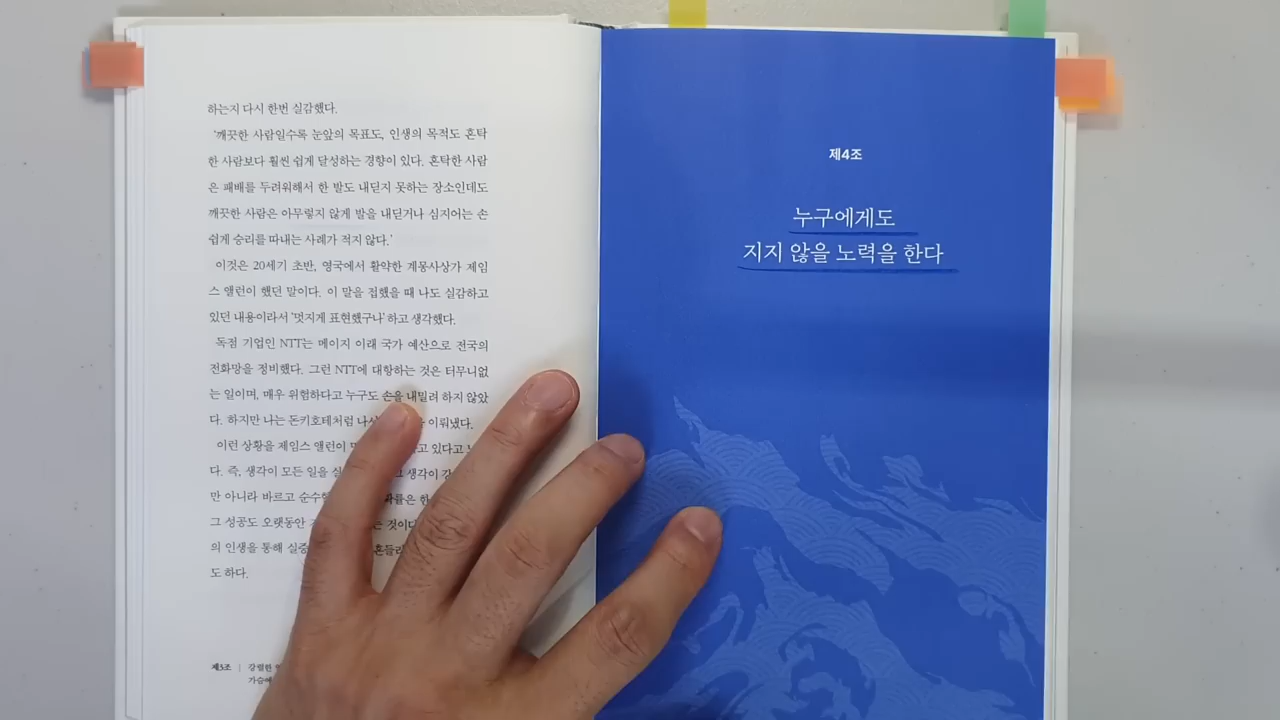 하는지 다시 한번 실감했다.
'깨끗한 사람일수록 눈앞의 목표도, 인생의 목적도 혼탁
한 사람보다 훨씬 쉽게 달성하는 경향이 있다. 혼탁한 사람
은 패배를 두려워해서 한 발도 내딛지 못하는 장소인데도
깨끗한 사람은 아무렇지 않게 발을 내딛거나 심지어는 손
쉽게 승리를 따내는 사례가 적지 않다.'
이것은 20세기 초반, 영국에서 활약한 계몽사상가 제임
스 앨런이 했던 말이다. 이 말을 접했을 때 나도 실감하고
있던 내용이라서 '멋지게 표현했구나' 하고 생각했다.
독점 기업인 NTT는 메이지 이래 국가 예산으로 전국의
전화망을 정비했다. 그런 NTT에 대항하는 것은 터무니없
는 일이며, 매우 위험하다고 누구도 손을 내밀려 하지 않았
다. 하지만 나는 돈키호테처럼 이뤄냈다.
이런 상황을 제임스 앨런이 있다고
다. 즉, 생각이 모든 일을 생각이
만 아니라 바르고 순수
그 성공도 오랫동안 것이다
의 인생을 통해
도 하다.
제3조 | 강렬한
제4조
누구에게도
지지 않을 노력을 한다